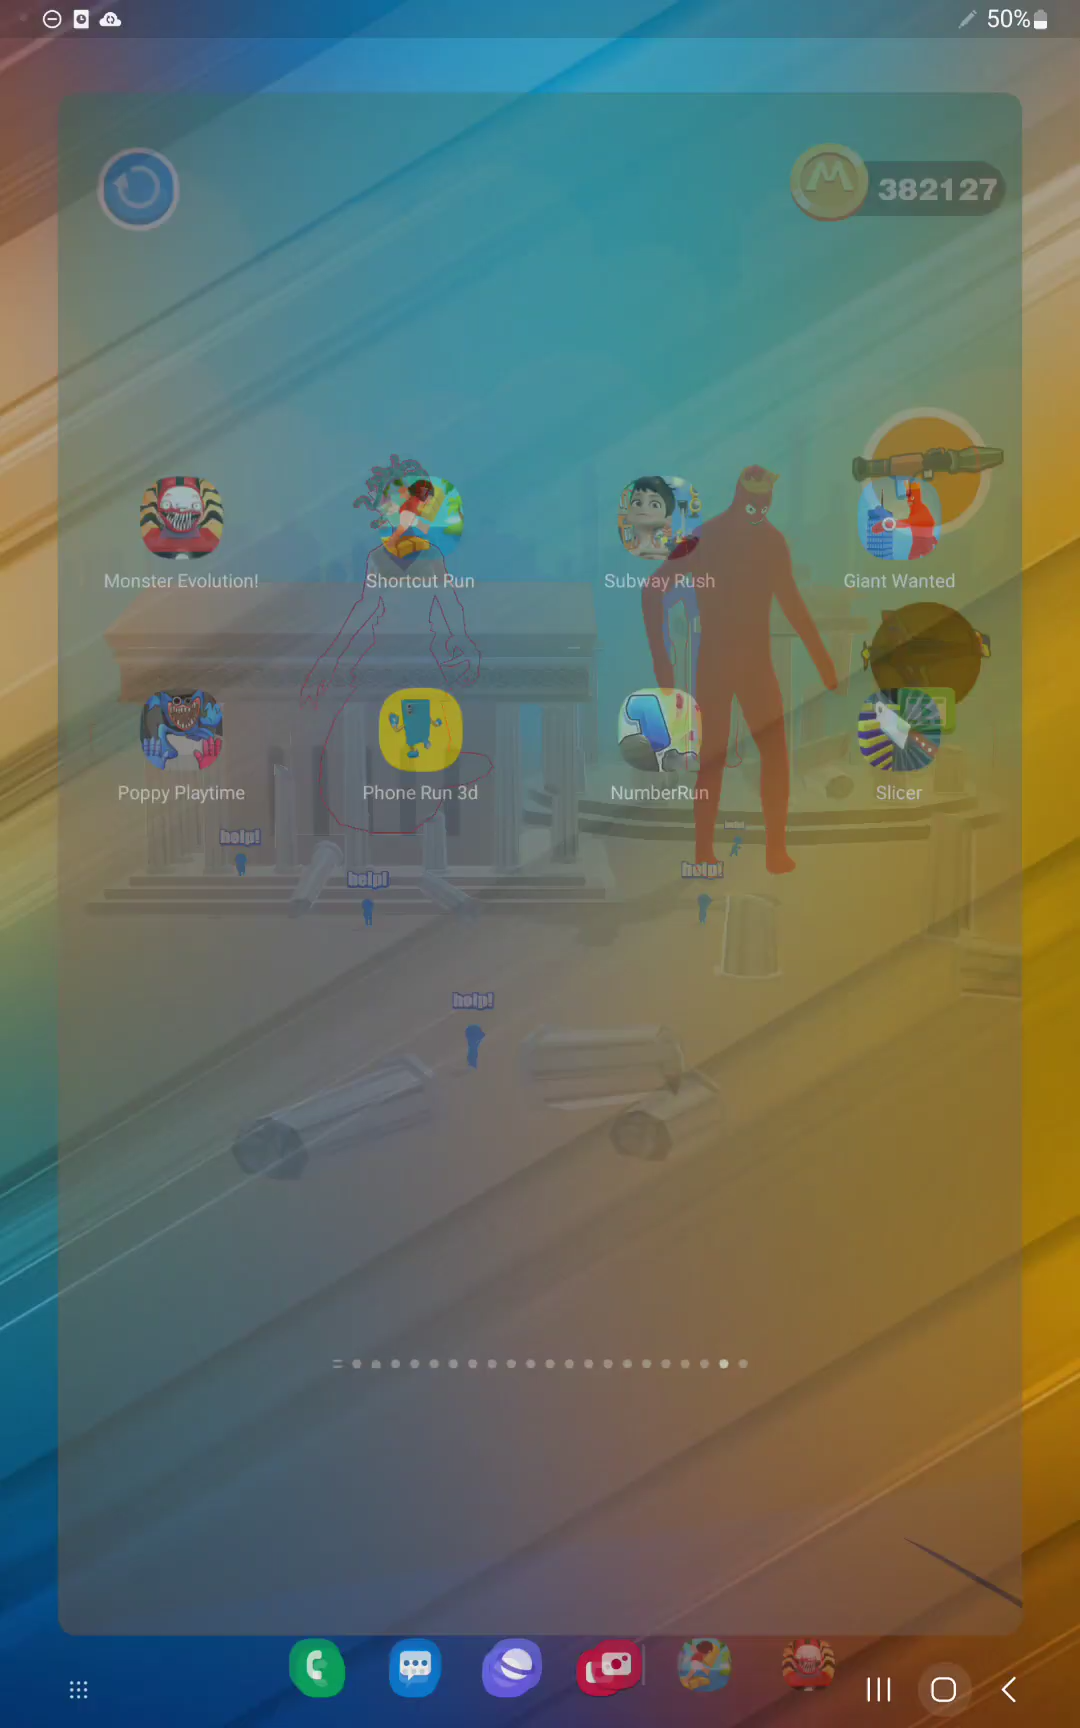 50%
382127
Monster Evolution!
Shortcut Run
Subway Rush
Giant Wanted
Poppy Playtime
Phone Run 3d
NumberRun
Slicer
help!
help!
help!
help!
help!